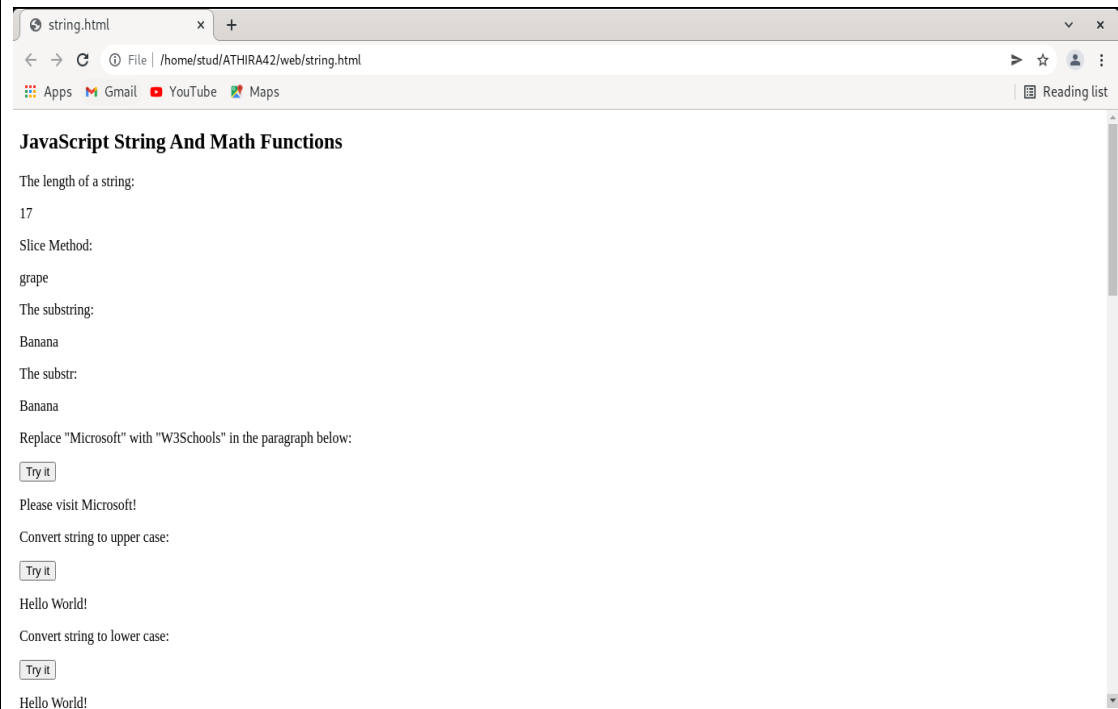 string.html
File /home/stud/ATHIRA42/web/string.html
Apps Gmail YouTube Maps Reading list
JavaScript String And Math Functions
The length of a string:
17
Slice Method:
grape
The substring:
Banana
The substr:
Banana
Replace "Microsoft" with "W3Schools" in the paragraph below:
Try it
Please visit Microsoft!
Convert string to upper case:
Try it
Hello World!
Convert string to lower case:
Try it
Hello World!